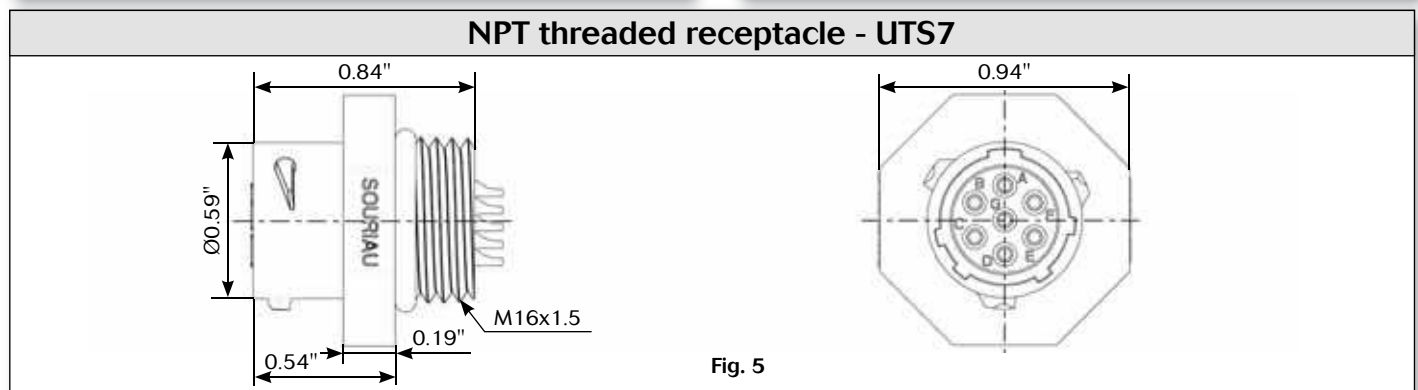 NPT threaded receptacle - UTS7
0.84"
0.94"
Ø0.59"
SOURIAU
B
A
G
F
C
D
E
M16x1.5
0.19"
0.54"
Fig. 5